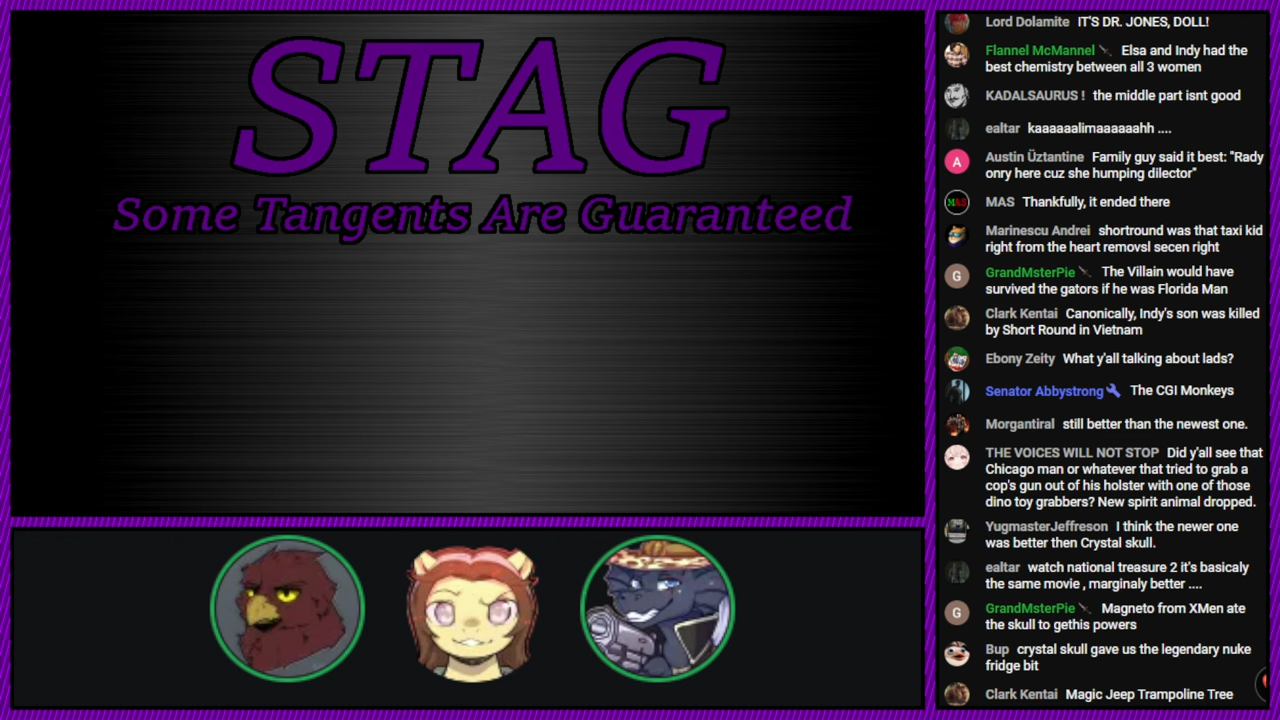 STAG
Some Tangents Are Guaranteed
Lord Dolamite IT'S DR. JONES, DOLL!
Flannel McMannel Elsa and Indy had the
best chemistry between all 3 women
KADALSAURUS ! the middle part isnt good
ealtar kaaaaaalimaaaaaahh ....
A
Austin Üztantine Family guy said it best: "Rady
onry here cuz she humping dilector"
MAS
MAS Thankfully, it ended there
Marinescu Andrei shortround was that taxi kid
right from the heart removsl secen right
G
GrandMsterPie The Villain would have
survived the gators if he was Florida Man
Clark Kentai Canonically, Indy's son was killed
by Short Round in Vietnam
Ebony Zeity What y'all talking about lads?
Senator Abbystrong The CGI Monkeys
Morgantiral still better than the newest one.
THE VOICES WILL NOT STOP Did y'all see that
Chicago man or whatever that tried to grab a
cop's gun out of his holster with one of those
dino toy grabbers? New spirit animal dropped.
YugmasterJeffreson I think the newer one
was better then Crystal skull.
ealtar watch national treasure 2 it's basicaly
the same movie , marginaly better ....
G
GrandMsterPie Magneto from XMen ate
the skull to gethis powers
Bup crystal skull gave us the legendary nuke
fridge bit
Clark Kentai Magic Jeep Trampoline Tree